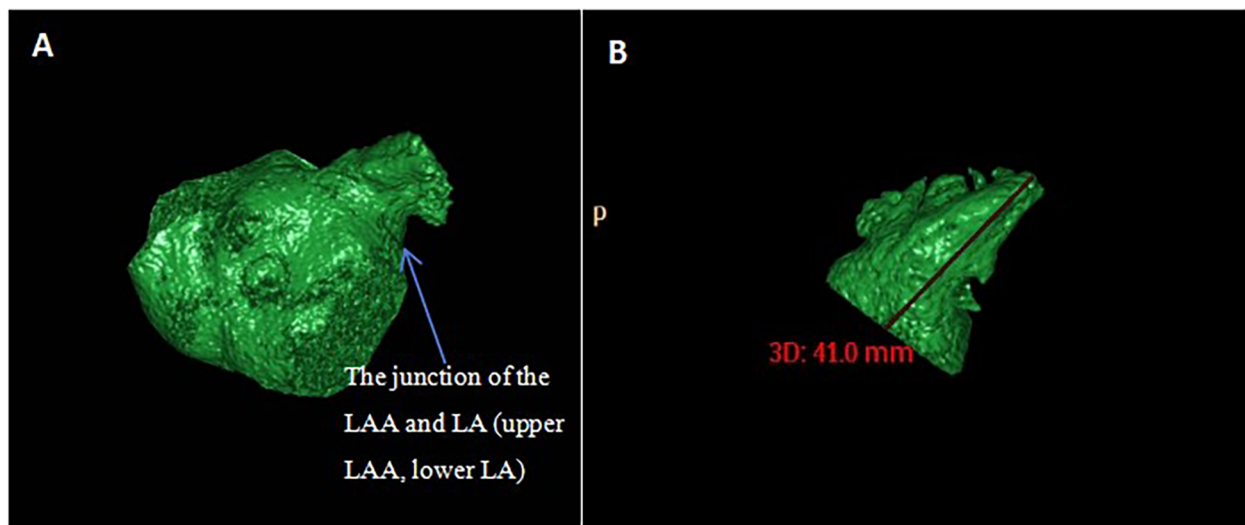 A
The junction of the
LAA and LA (upper
LAA, lower LA)
B
p
3D: 41.0 mm